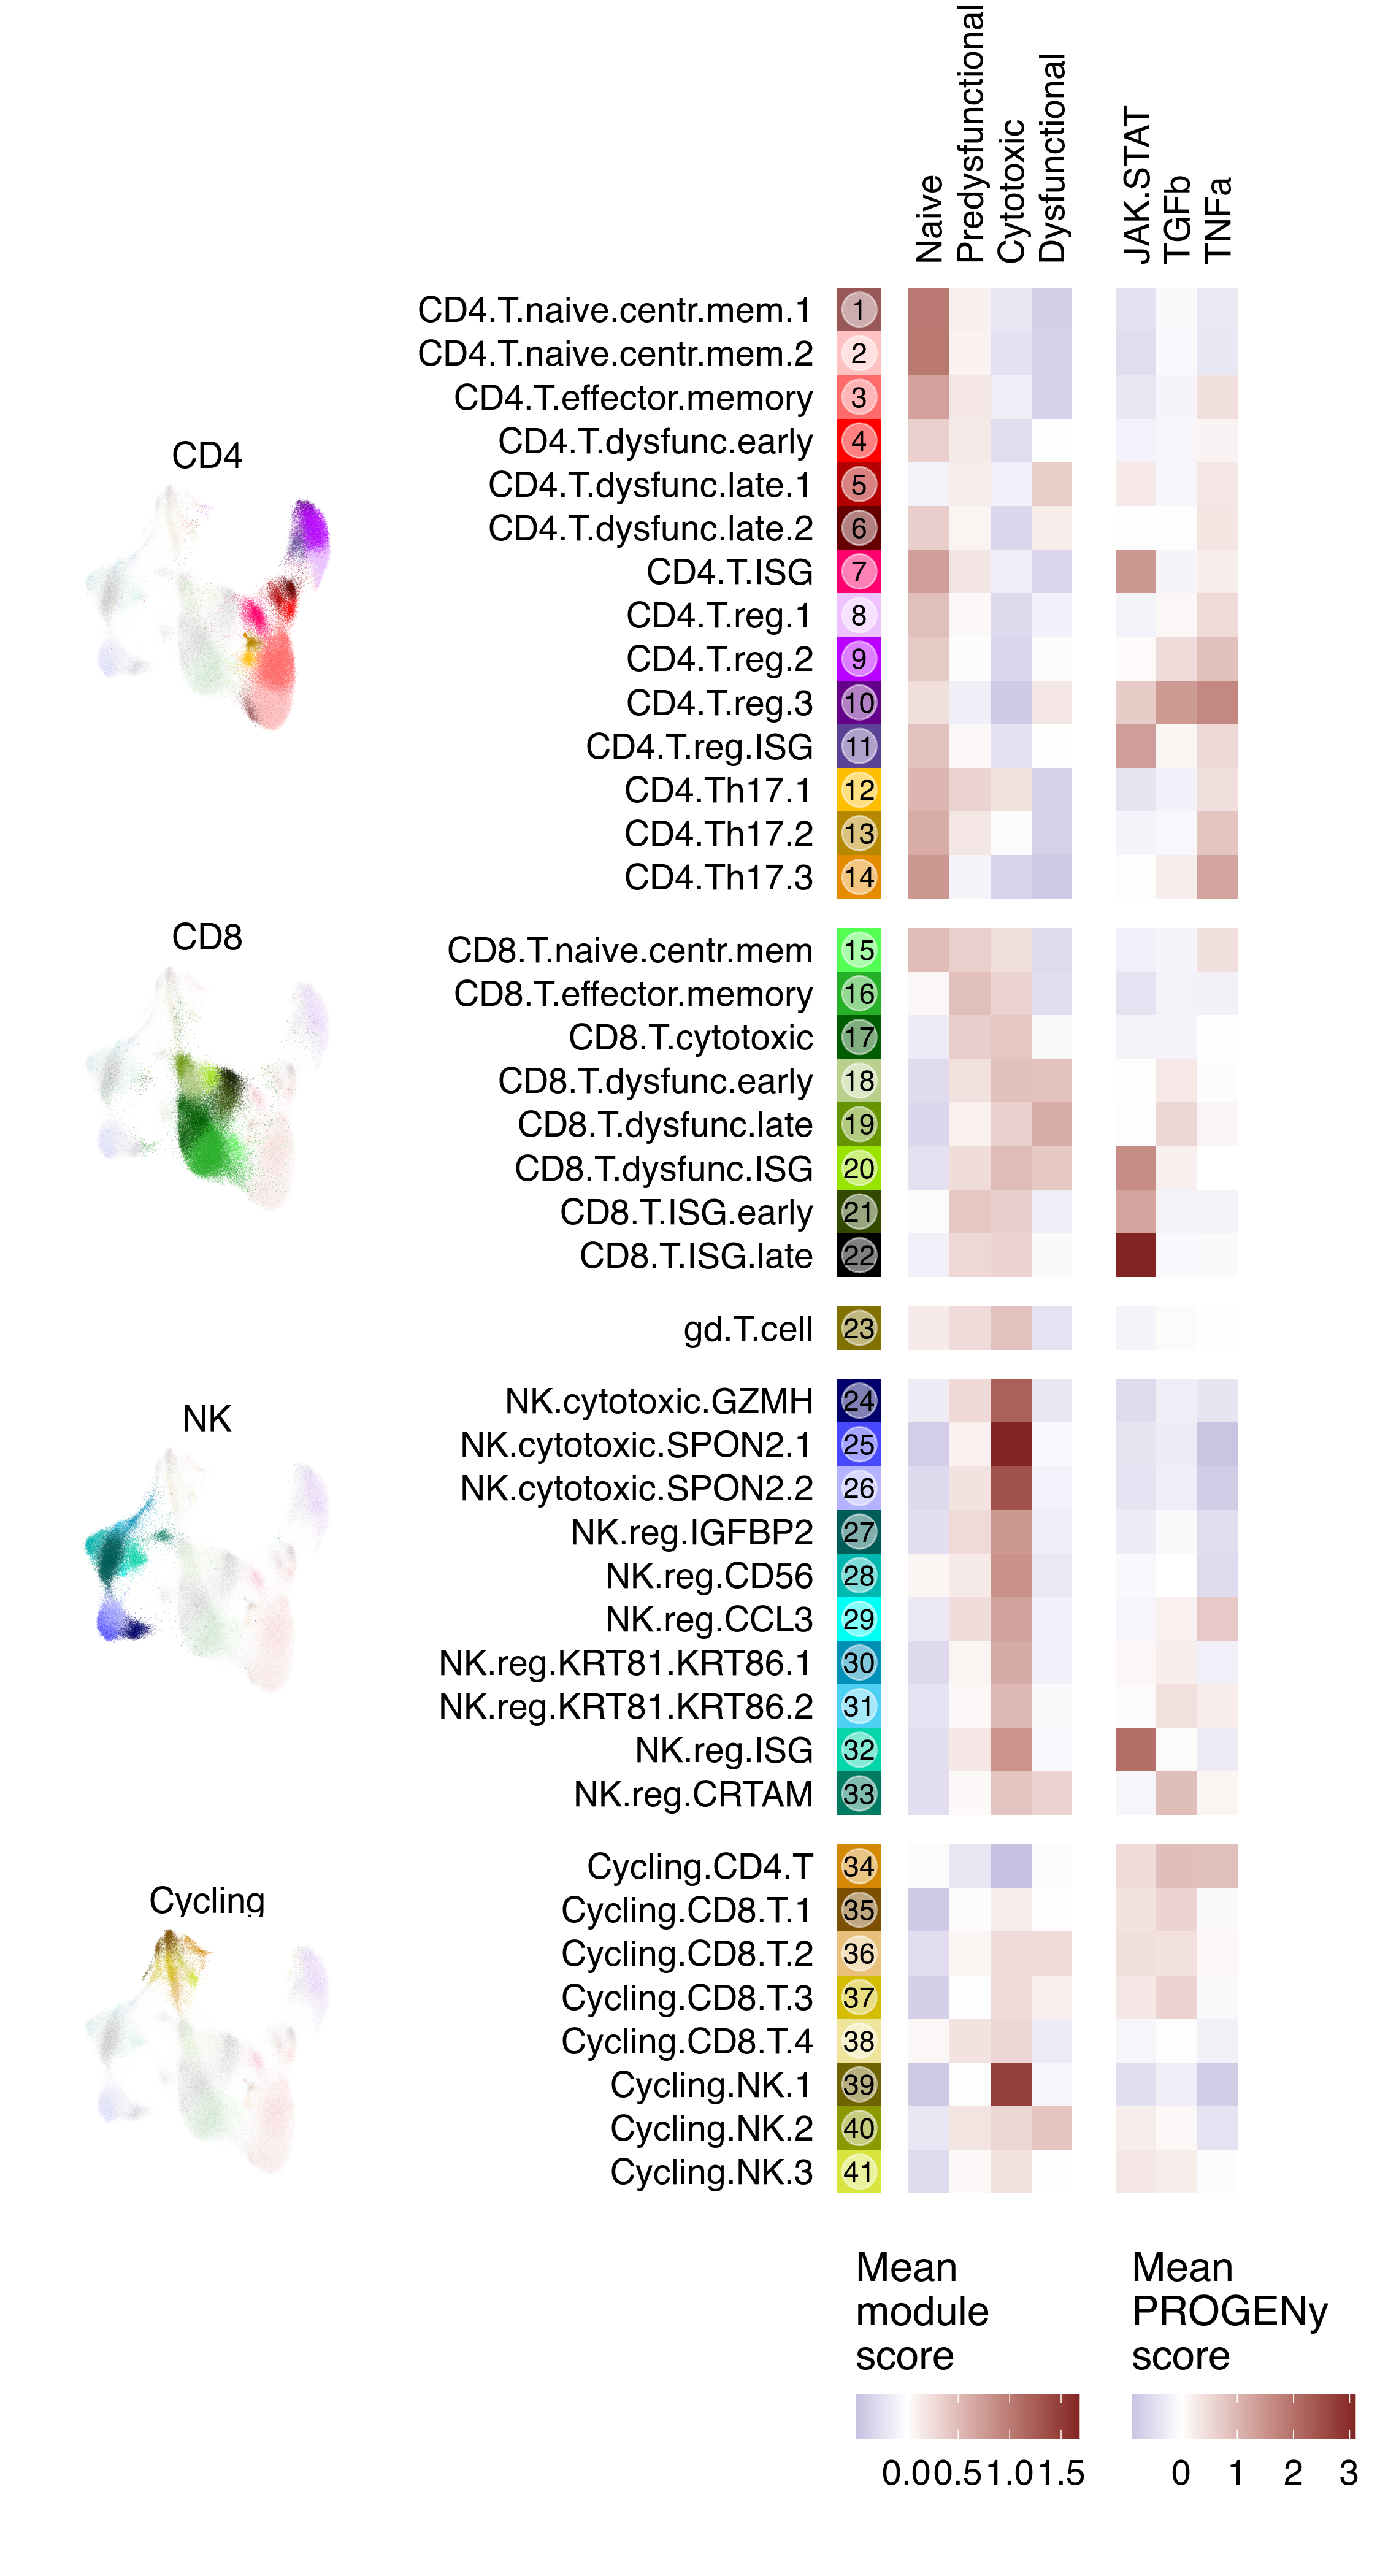 Naive
Predysfunctional
Cytotoxic
Dysfunctional
JAK.STAT
TGFb
TNFa
CD4
CD4.T.naive.centr.mem.1 1
CD4.T.naive.centr.mem.2 2
CD4.T.effector.memory 3
CD4.T.dysfunc.early 4
CD4.T.dysfunc.late.1 5
CD4.T.dysfunc.late.2 6
CD4.T.ISG 7
CD4.T.reg.1 8
CD4.T.reg.2 9
CD4.T.reg.3 10
CD4.T.reg.ISG 11
CD4.Th17.1 12
CD4.Th17.2 13
CD4.Th17.3 14
CD8
CD8.T.naive.centr.mem 15
CD8.T.effector.memory 16
CD8.T.cytotoxic 17
CD8.T.dysfunc.early 18
CD8.T.dysfunc.late 19
CD8.T.dysfunc.ISG 20
CD8.T.ISG.early 21
CD8.T.ISG.late 22
gd.T.cell 23
NK
NK.cytotoxic.GZMH 24
NK.cytotoxic.SPON2.1 25
NK.cytotoxic.SPON2.2 26
NK.reg.IGFBP2 27
NK.reg.CD56 28
NK.reg.CCL3 29
NK.reg.KRT81.KRT86.1 30
NK.reg.KRT81.KRT86.2 31
NK.reg.ISG 32
NK.reg.CRTAM 33
Cycling
Cycling.CD4.T 34
Cycling.CD8.T.1 35
Cycling.CD8.T.2 36
Cycling.CD8.T.3 37
Cycling.CD8.T.4 38
Cycling.NK.1 39
Cycling.NK.2 40
Cycling.NK.3 41
Mean
module
score
0.0 0.5 1.0 1.5
Mean
PROGENy
score
0 1 2 3